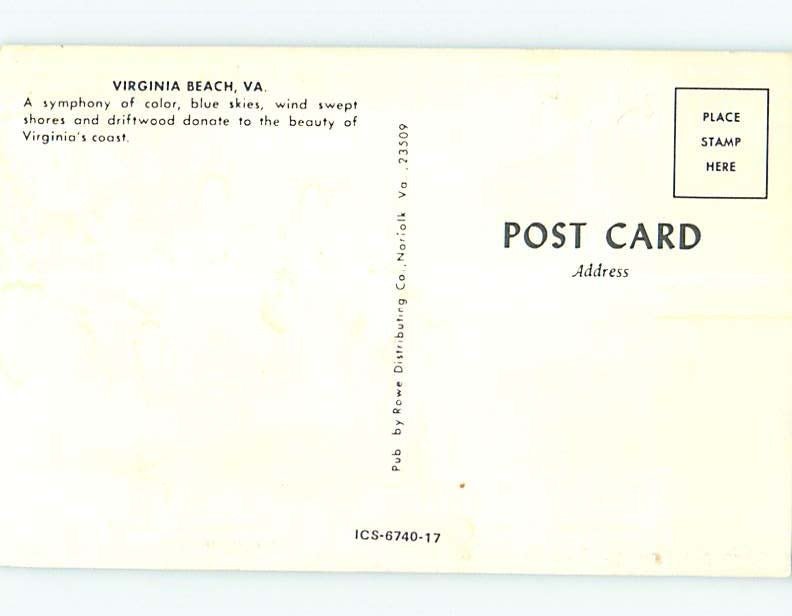 VIRGINIA BEACH, VA.
A symphony of color, blue skies, wind swept
shores and driftwood donate to the beauty of
Virginia's coast.
Pub by Rowe Distributing Co., Norfolk Va., 23509
PLACE
STAMP
HERE
POST CARD
Address
ICS-6740-17